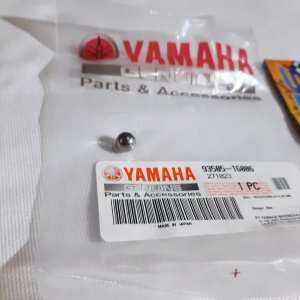 YAMAHA
GENUINE
Parts & Accessories
YAMAHA
GENUINE
Parts & Accessories
93505-16006
271023
1 PC
MADE IN JAPAN